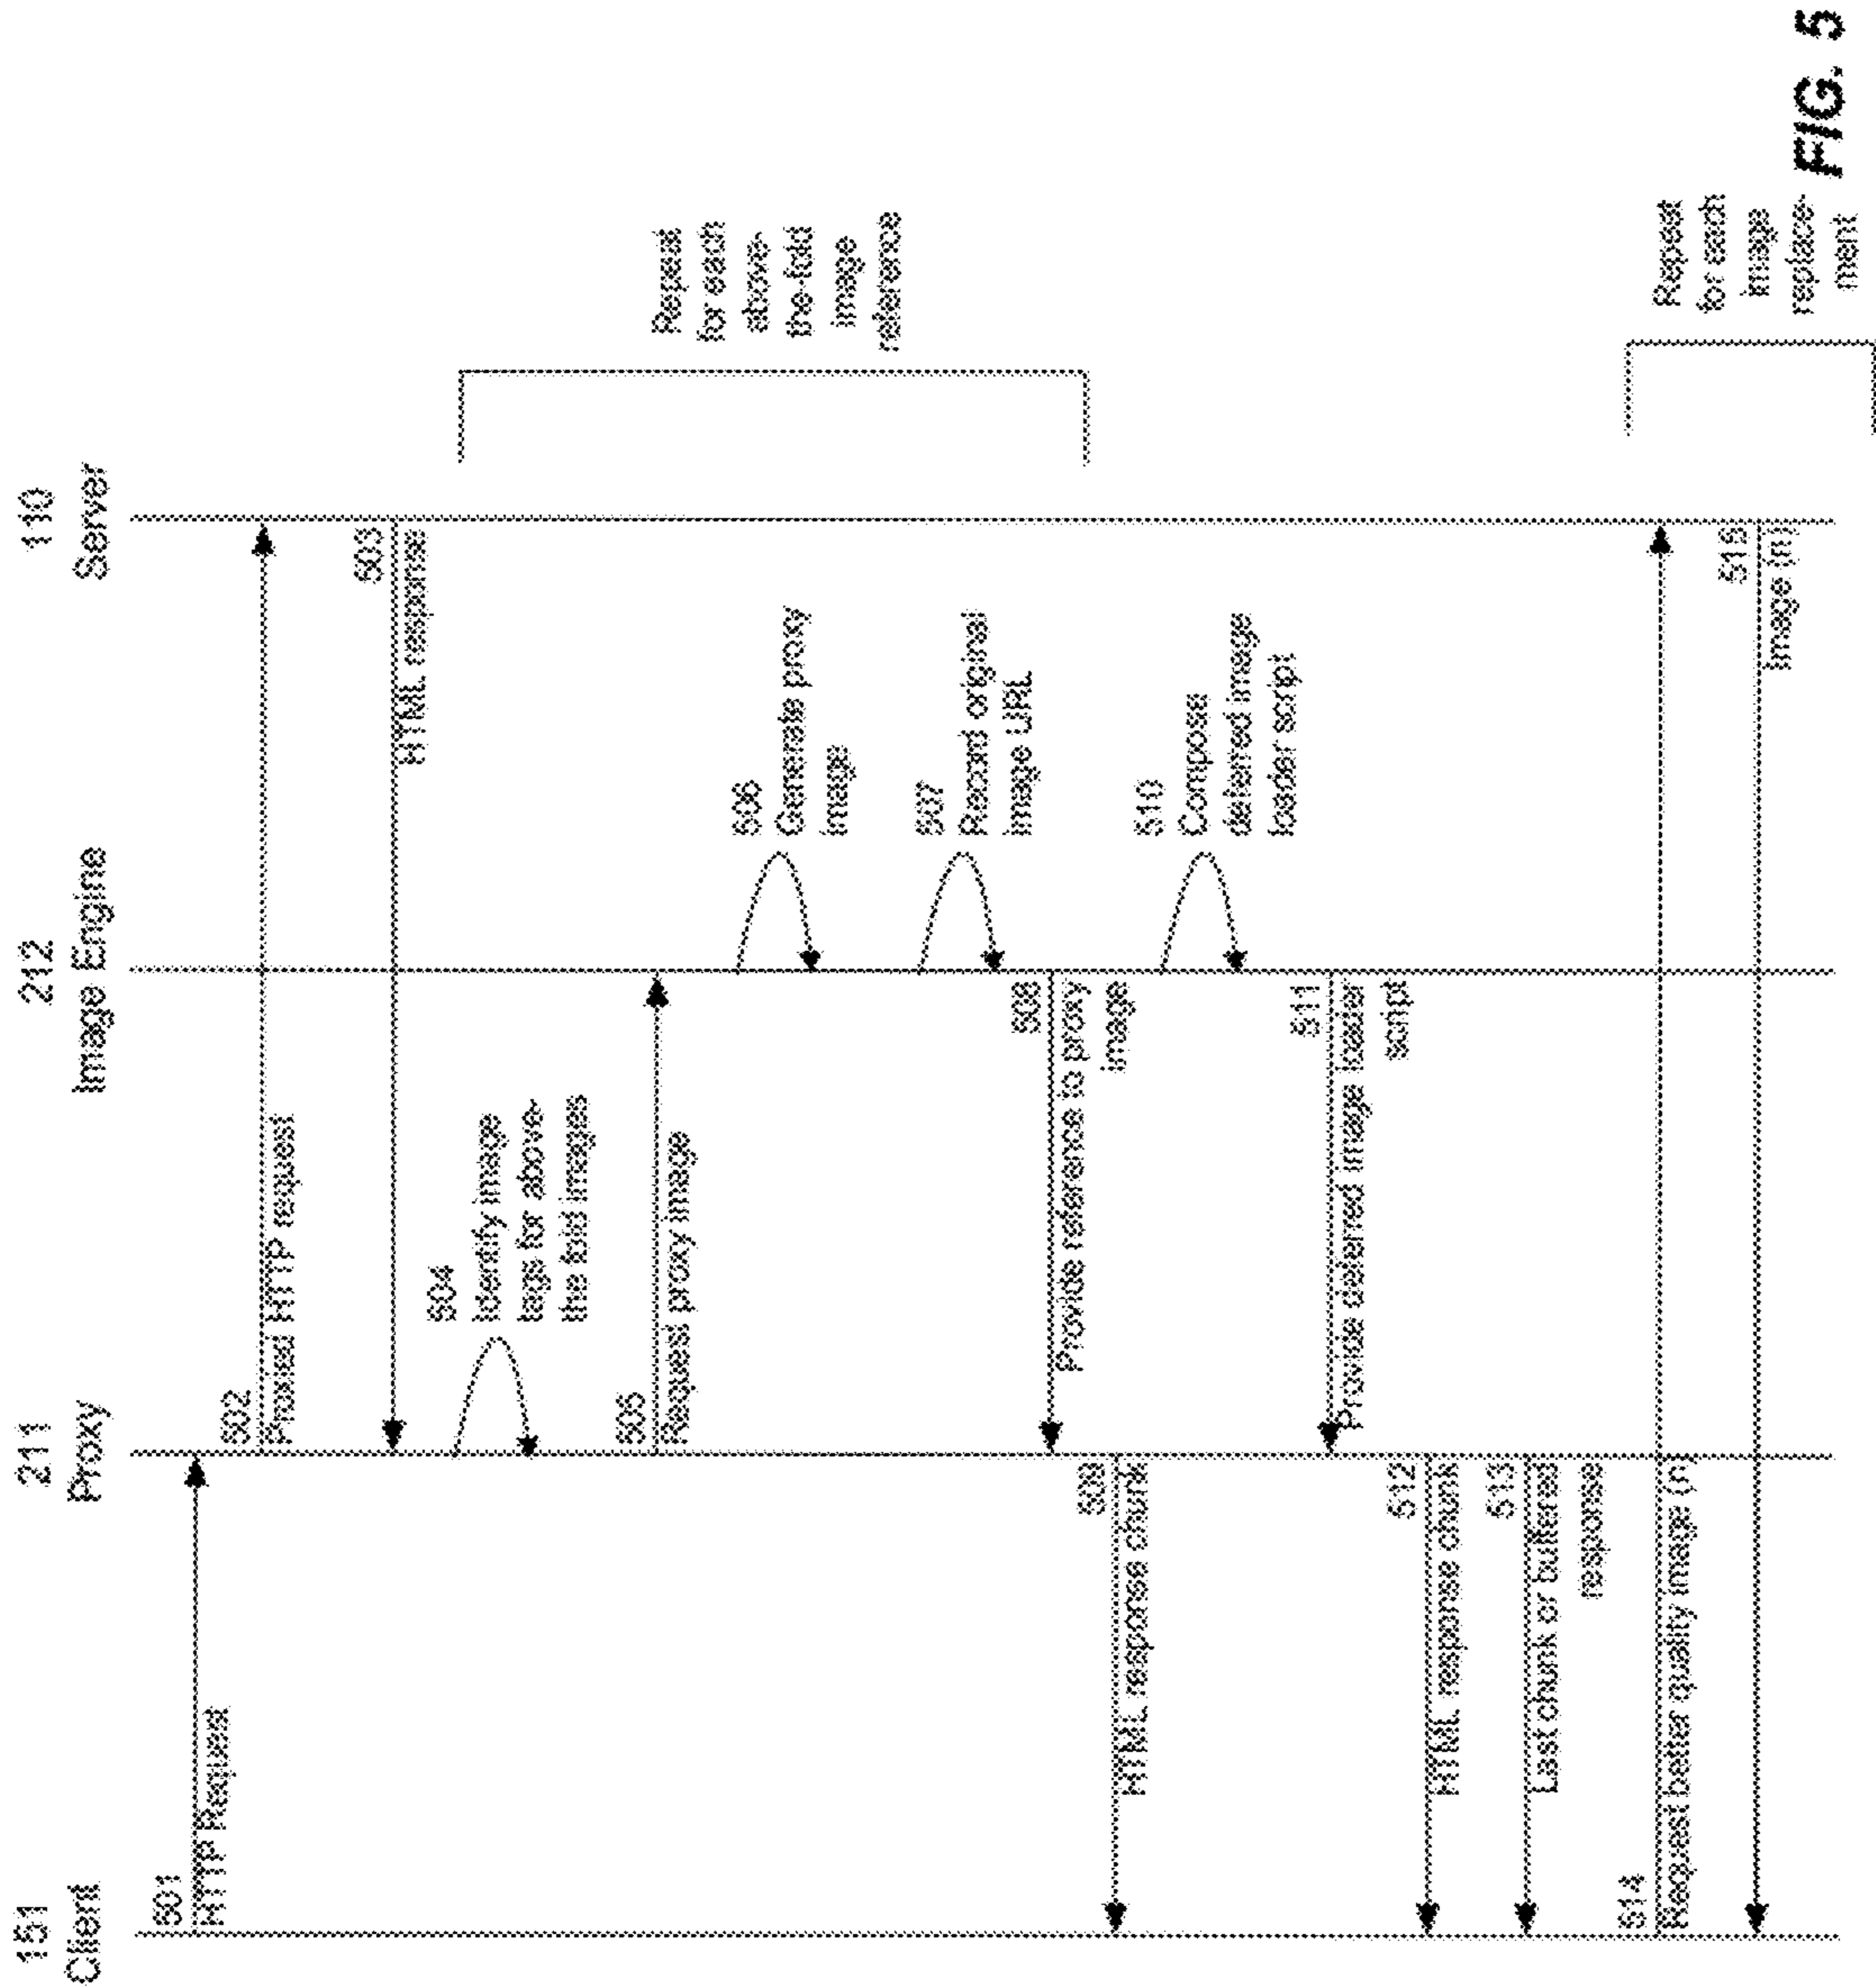 151
Client
211
Proxy
212
Image Engine
110
Server
501
HTTP Request
502
Proxied HTTP request
503
HTML response
504
Identify image
tags for above-
the fold images
505
Request proxy image
506
Generate proxy
image
507
Record original
image URL
508
Provide reference to proxy
image
509
HTML response chunk
510
Compose
deferred image
loader script
511
Provide deferred image loader
script
512
HTML response chunk
513
Last chunk or buffered
response
514
Request better quality image (n)
515
Image (n)
Repeat
for each
above-
the-fold
image
reference
Repeat
for each
image
replace-
ment
FIG. 5